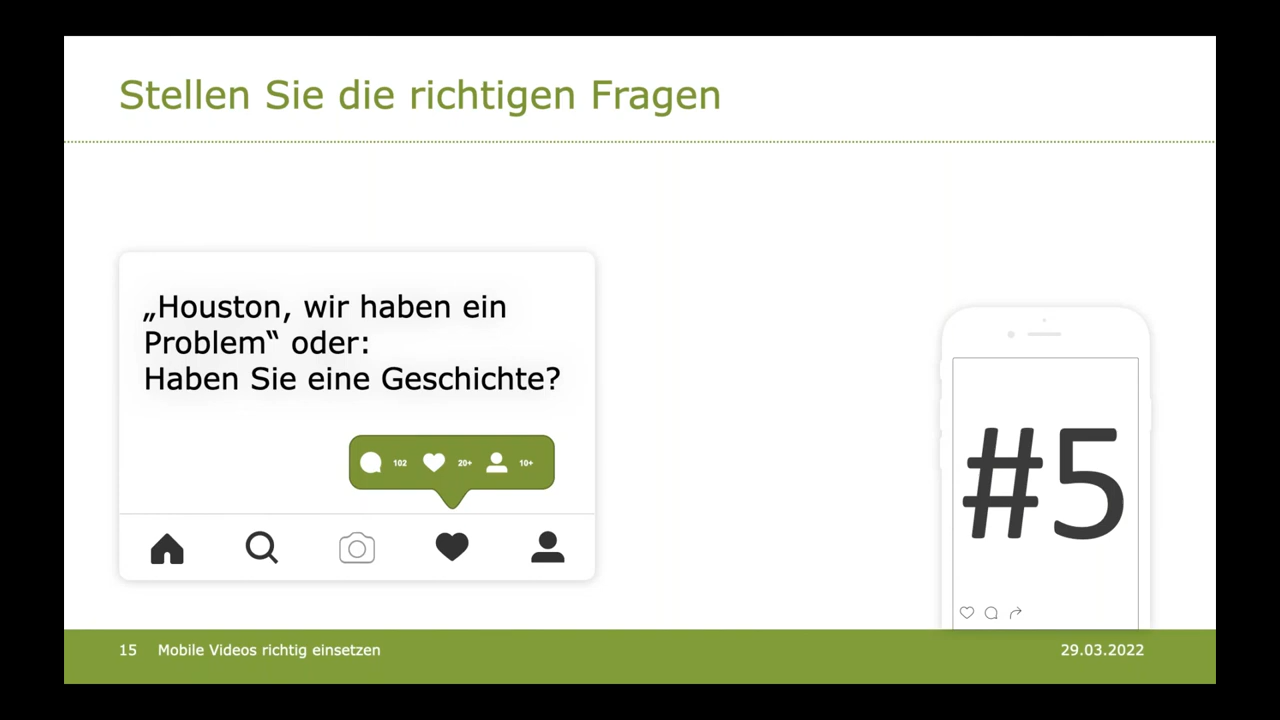 Stellen Sie die richtigen Fragen
„Houston, wir haben ein
Problem“ oder:
Haben Sie eine Geschichte?
102 20+ 10+
#5
15 Mobile Videos richtig einsetzen 29.03.2022